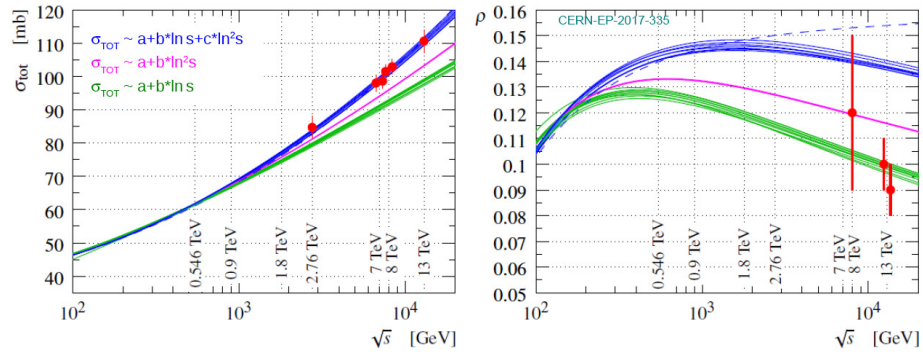 [mb]
σtot
120
110
100
90
80
70
60
50
40
σTOT ~ a+b*ln s+c*ln²s
σTOT ~ a+b*ln²s
σTOT ~ a+b*ln s
0.546 TeV
0.9 TeV
1.8 TeV
2.76 TeV
7 TeV
8 TeV
13 TeV
10²
10³
10⁴
√s [GeV]
ρ
0.16
0.15
0.14
0.13
0.12
0.11
0.1
0.09
0.08
0.07
0.06
0.05
CERN-EP-2017-335
0.546 TeV
0.9 TeV
1.8 TeV
2.76 TeV
7 TeV
8 TeV
13 TeV
10²
10³
10⁴
√s [GeV]